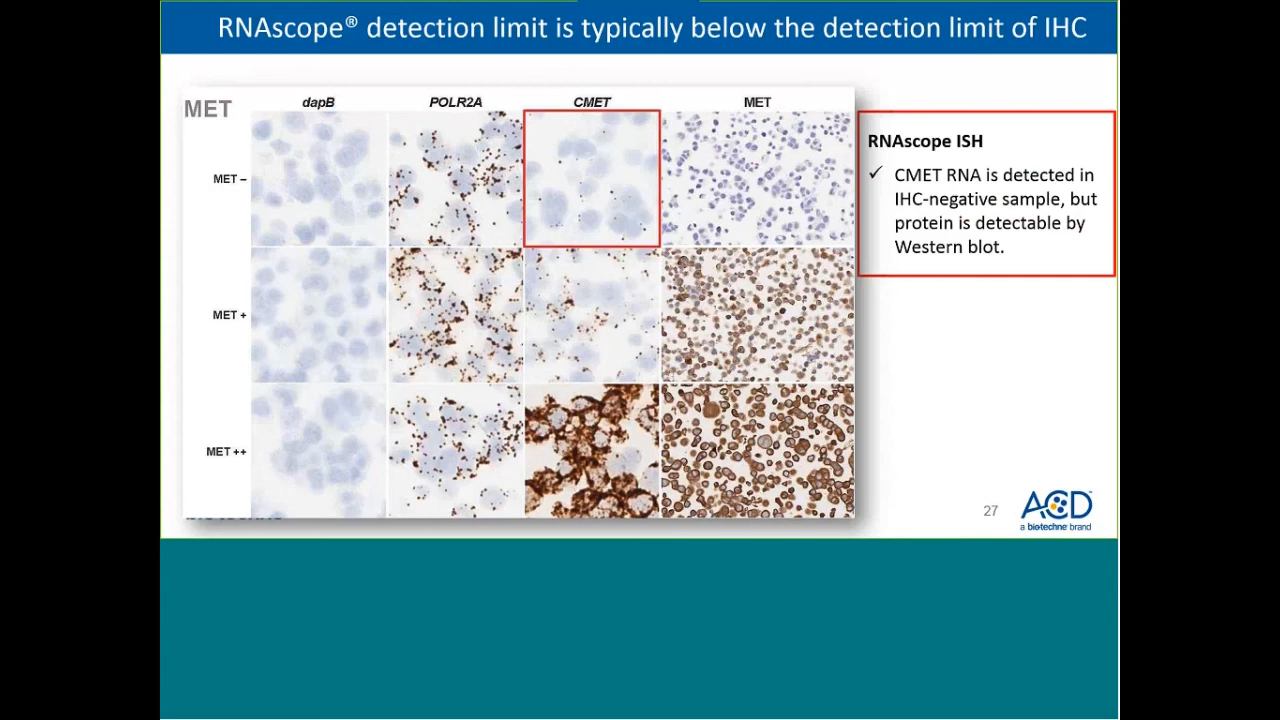 RNAscope® detection limit is typically below the detection limit of IHC
MET
dapB
POLR2A
CMET
MET
MET –
MET +
MET ++
RNAscope ISH
✓ CMET RNA is detected in
IHC-negative sample, but
protein is detectable by
Western blot.
27
ACD
a biotechne brand